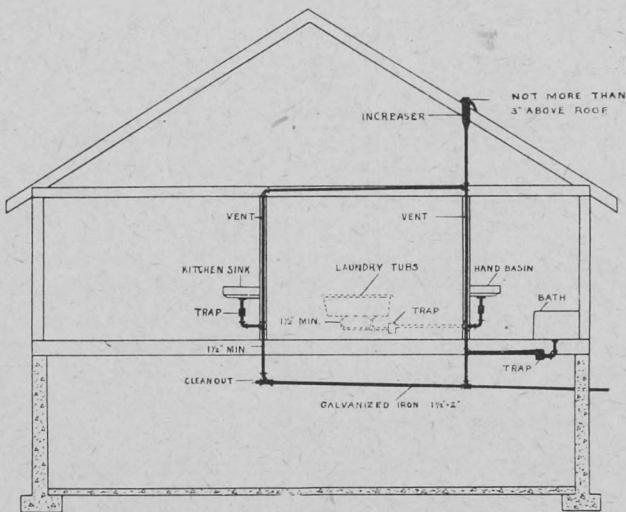 NOT MORE THAN
3" ABOVE ROOF
INCREASER
VENT
VENT
KITCHEN SINK
LAUNDRY TUBS
HAND BASIN
TRAP
1½" MIN.
TRAP
BATH
1½" MIN.
TRAP
CLEANOUT
GALVANIZED IRON 1½"-2"